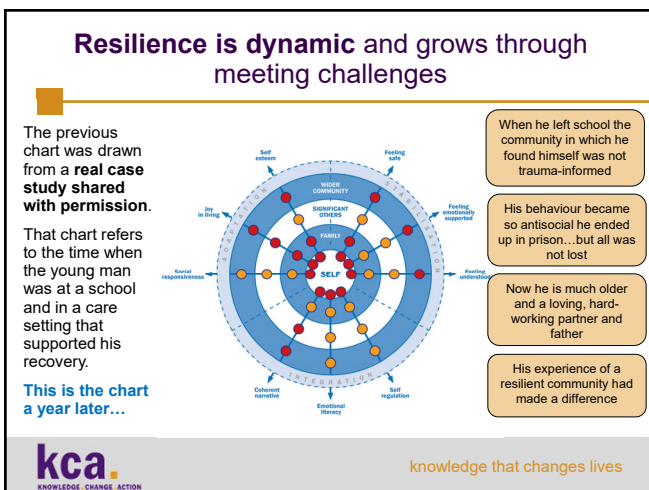 Resilience is dynamic and grows through
meeting challenges
The previous
chart was drawn
from a real case
study shared
with permission.
That chart refers
to the time when
the young man
was at a school
and in a care
setting that
supported his
recovery.
This is the chart
a year later…
Self
esteem
Feeling
safe
Joy
in living
Feeling
emotionally
supported
Social
responsiveness
Feeling
understood
Coherent
narrative
Emotional
literacy
Self
regulation
ADAPTATION
STABILISATION
INTEGRATION
WIDER
COMMUNITY
SIGNIFICANT
OTHERS
FAMILY
SELF
When he left school the
community in which he
found himself was not
trauma-informed
His behaviour became
so antisocial he ended
up in prison…but all was
not lost
Now he is much older
and a loving, hard-
working partner and
father
His experience of a
resilient community had
made a difference
kca.
KNOWLEDGE. CHANGE. ACTION
knowledge that changes lives